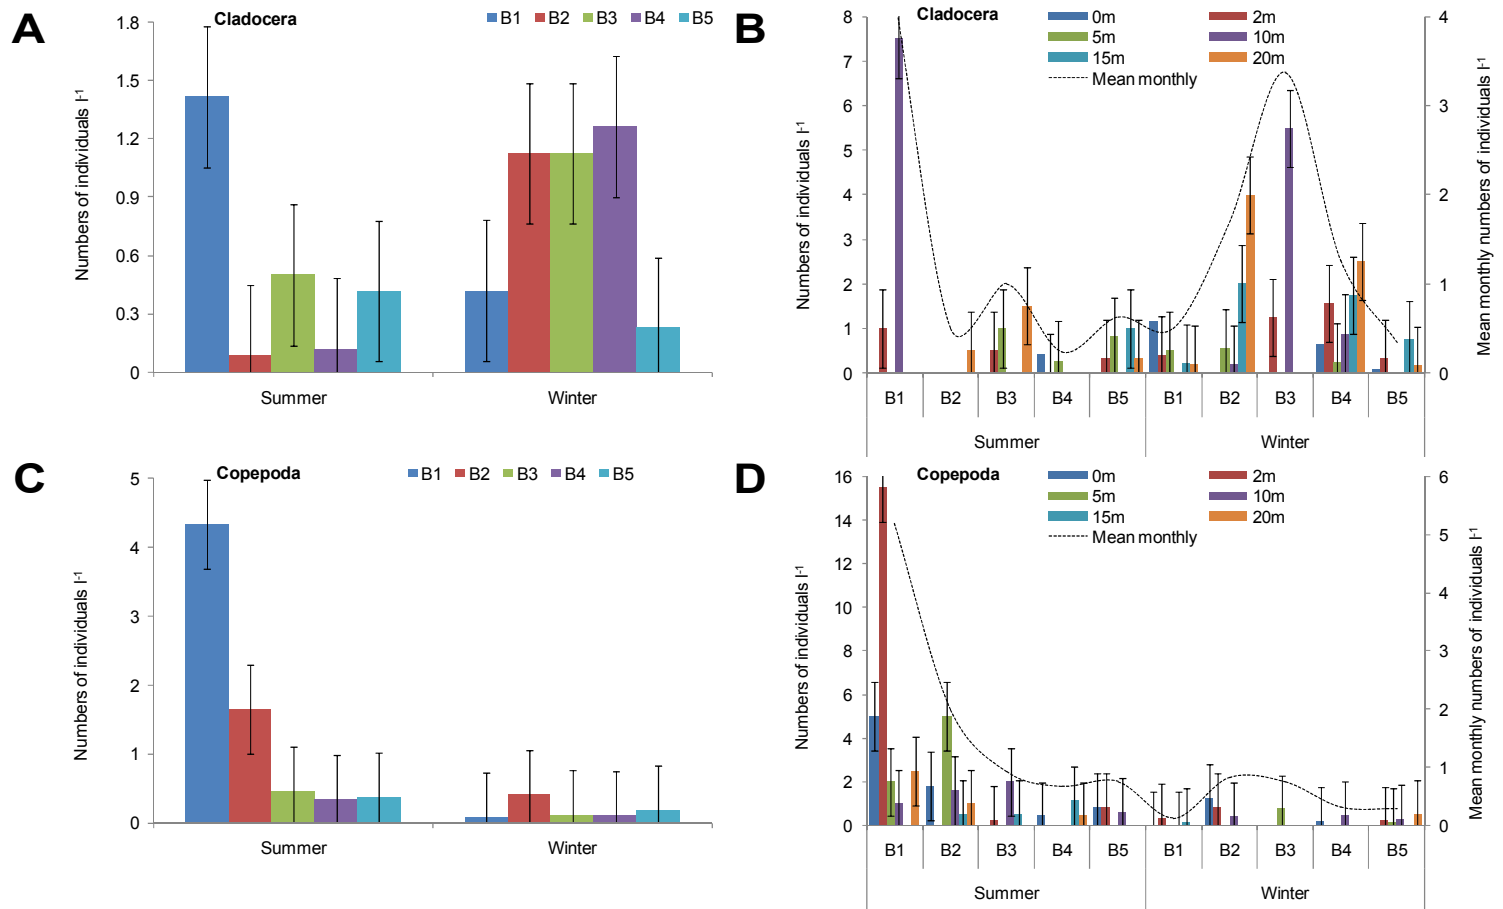 A
Cladocera
B1 B2 B3 B4 B5
Numbers of individuals l-1
1.8
1.5
1.2
0.9
0.6
0.3
0
Summer Winter
B
Cladocera
0m 2m
5m 10m
15m 20m
Mean monthly
Numbers of individuals l-1
8
7
6
5
4
3
2
1
0
Mean monthly numbers of individuals l-1
4
3
2
1
0
B1 B2 B3 B4 B5 B1 B2 B3 B4 B5
Summer Winter
C
Copepoda
B1 B2 B3 B4 B5
Numbers of individuals l-1
5
4
3
2
1
0
Summer Winter
D
Copepoda
0m 2m
5m 10m
15m 20m
Mean monthly
Numbers of individuals l-1
16
14
12
10
8
6
4
2
0
Mean monthly numbers of individuals l-1
6
5
4
3
2
1
0
B1 B2 B3 B4 B5 B1 B2 B3 B4 B5
Summer Winter